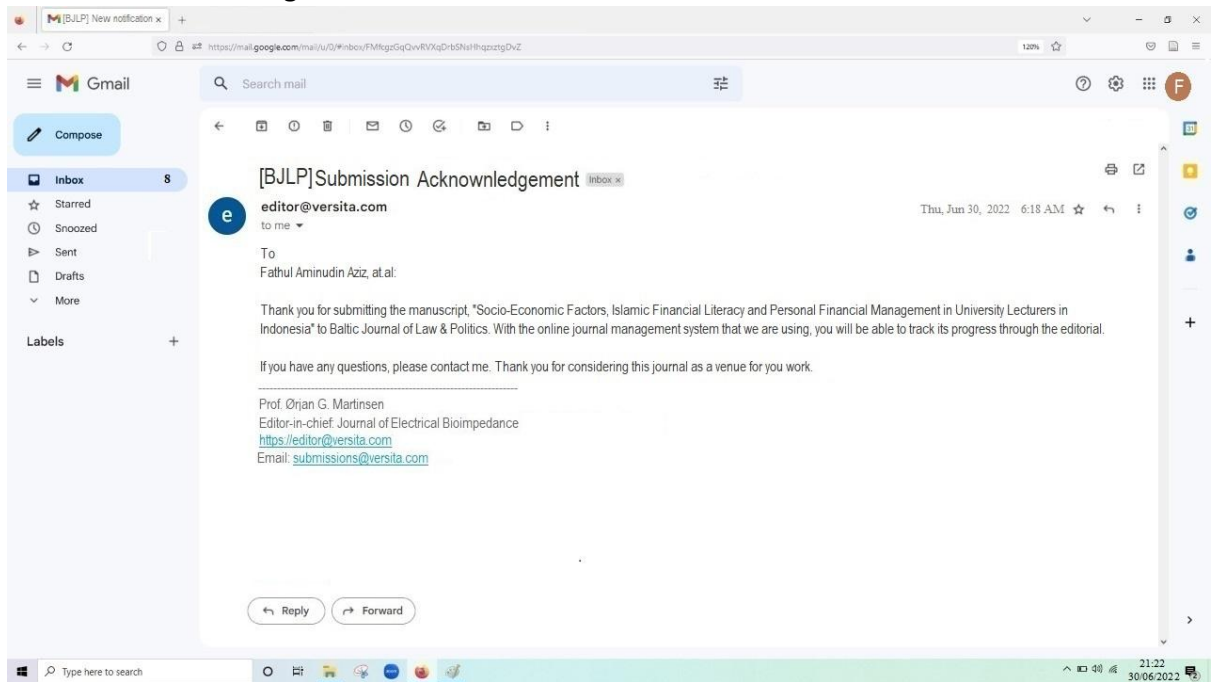 [BJLP] New notification ×
https://mail.google.com/mail/u/0/#inbox/FMfcgzGqQvvRVXqDrbSNsHhqzsztgDvZ
120%
Gmail
Search mail
F
Compose
31
Inbox 8
[BJLP] Submission Acknownledgement Inbox ×
Starred
e
editor@versita.com
Thu, Jun 30, 2022 6:18 AM
Snoozed
to me
Sent
To
Drafts
Fathul Aminudin Aziz, at.al:
More
Thank you for submitting the manuscript, "Socio-Economic Factors, Islamic Financial Literacy and Personal Financial Management in University Lecturers in
Indonesia" to Baltic Journal of Law & Politics. With the online journal management system that we are using, you will be able to track its progress through the editorial.
Labels +
If you have any questions, please contact me. Thank you for considering this journal as a venue for you work.
Prof. Ørjan G. Martinsen
Editor-in-chief: Journal of Electrical Bioimpedance
https://editor@versita.com
Email: submissions@versita.com
Reply
Forward
Type here to search
21:22
30/06/2022